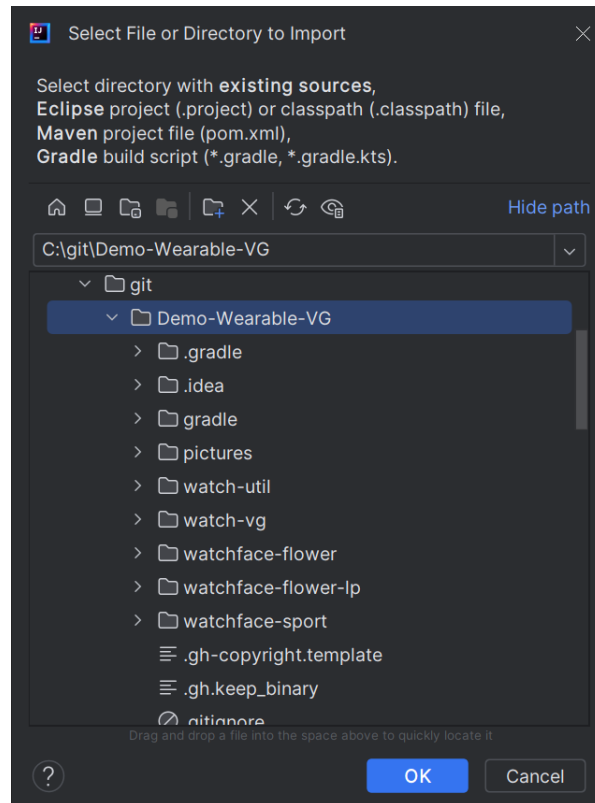 Select File or Directory to Import
Select directory with existing sources,
Eclipse project (.project) or classpath (.classpath) file,
Maven project file (pom.xml),
Gradle build script (*.gradle, *.gradle.kts).
Hide path
C:\git\Demo-Wearable-VG
git
Demo-Wearable-VG
.gradle
.idea
gradle
pictures
watch-util
watch-vg
watchface-flower
watchface-flower-lp
watchface-sport
.gh-copyright.template
.gh.keep_binary
.gitignore
Drag and drop a file into the space above to quickly locate it
?
OK
Cancel